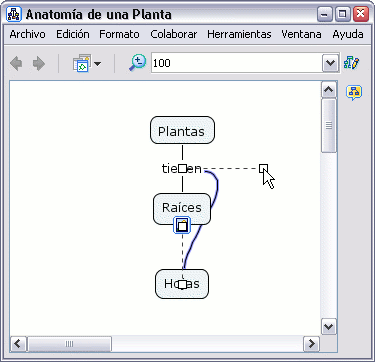 Anatomía de una Planta
Archivo Edición Formato Colaborar Herramientas Ventana Ayuda
100
Plantas
tienen
Raíces
Hojas